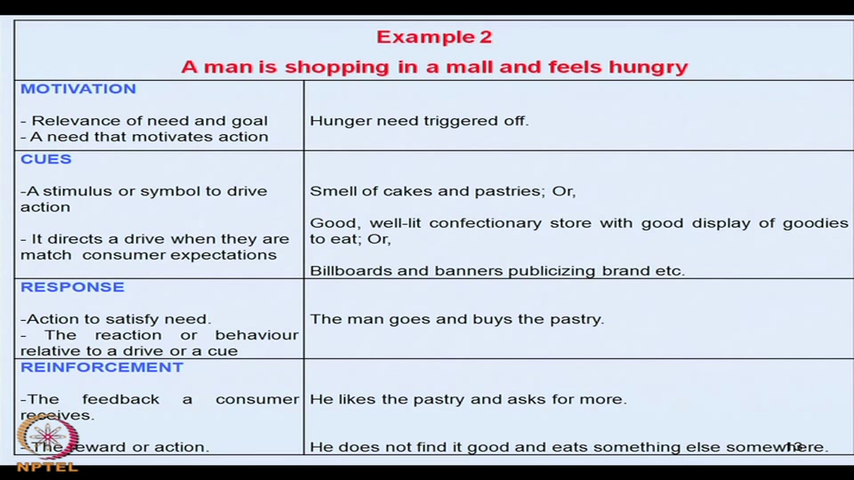 Example 2
A man is shopping in a mall and feels hungry
MOTIVATION
- Relevance of need and goal
- A need that motivates action
Hunger need triggered off.
CUES
-A stimulus or symbol to drive
action
- It directs a drive when they are
match consumer expectations
Smell of cakes and pastries; Or,
Good, well-lit confectionary store with good display of goodies
to eat; Or,
Billboards and banners publicizing brand etc.
RESPONSE
-Action to satisfy need.
- The reaction or behaviour
relative to a drive or a cue
The man goes and buys the pastry.
REINFORCEMENT
-The feedback a consumer
receives.
- The reward or action.
He likes the pastry and asks for more.
He does not find it good and eats something else somewhere.
13
NPTEL